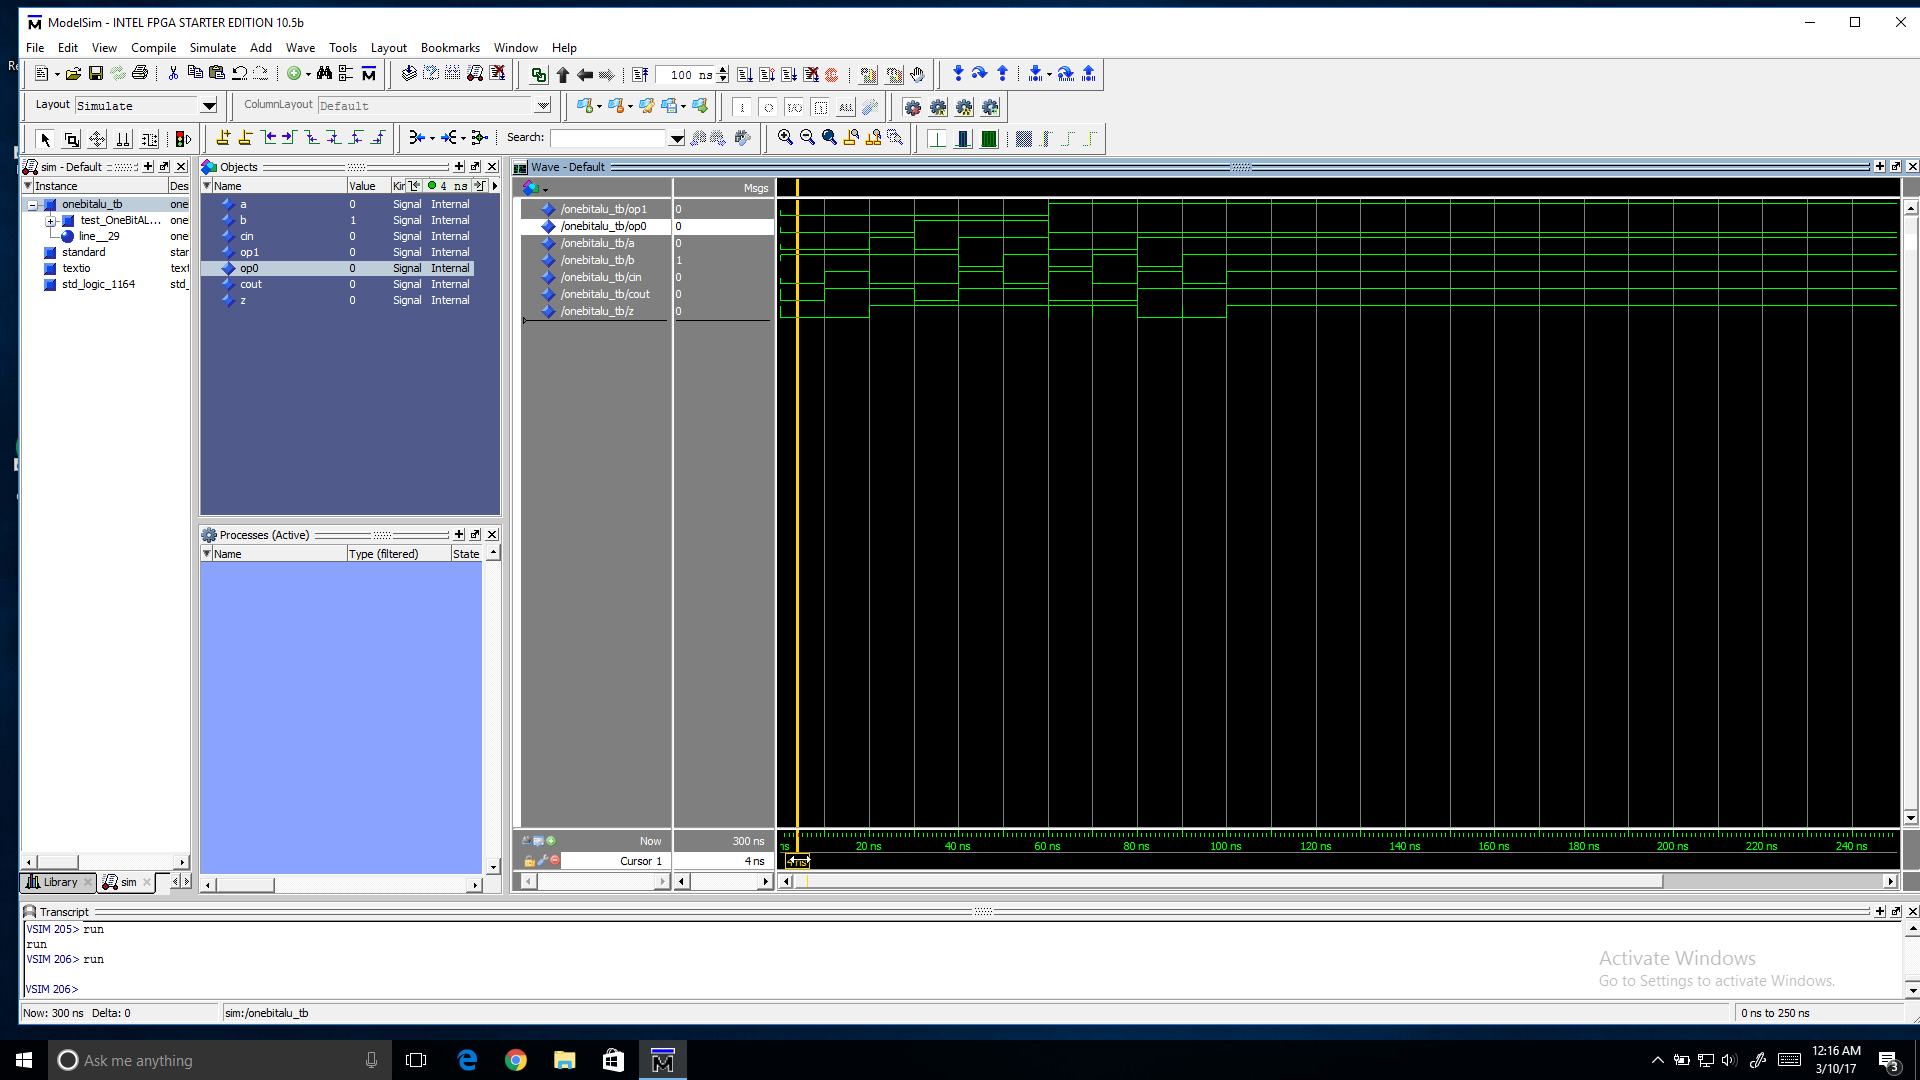 ModelSim - INTEL FPGA STARTER EDITION 10.5b
File Edit View Compile Simulate Add Wave Tools Layout Bookmarks Window Help
100 ns
Layout Simulate ColumnLayout Default
ALL
Search:
sim - Default
Instance Des
onebitalu_tb one
test_OneBitAL... one
line__29 one
standard star
textio text
std_logic_1164 std_
Objects
Name Value Kin 4 ns
a 0 Signal Internal
b 1 Signal Internal
cin 0 Signal Internal
op1 0 Signal Internal
op0 0 Signal Internal
cout 0 Signal Internal
z 0 Signal Internal
Processes (Active)
Name Type (filtered) State
Wave - Default
Msgs
/onebitalu_tb/op1 0
/onebitalu_tb/op0 0
/onebitalu_tb/a 0
/onebitalu_tb/b 1
/onebitalu_tb/cin 0
/onebitalu_tb/cout 0
/onebitalu_tb/z 0
Now 300 ns
ns 20 ns 40 ns 60 ns 80 ns 100 ns 120 ns 140 ns 160 ns 180 ns 200 ns 220 ns 240 ns
Cursor 1 4 ns
4 ns
Library sim
Transcript
VSIM 205> run
run
VSIM 206> run
VSIM 206>
Activate Windows
Go to Settings to activate Windows.
Now: 300 ns Delta: 0 sim:/onebitalu_tb 0 ns to 250 ns
Ask me anything
12:16 AM
3/10/17
3